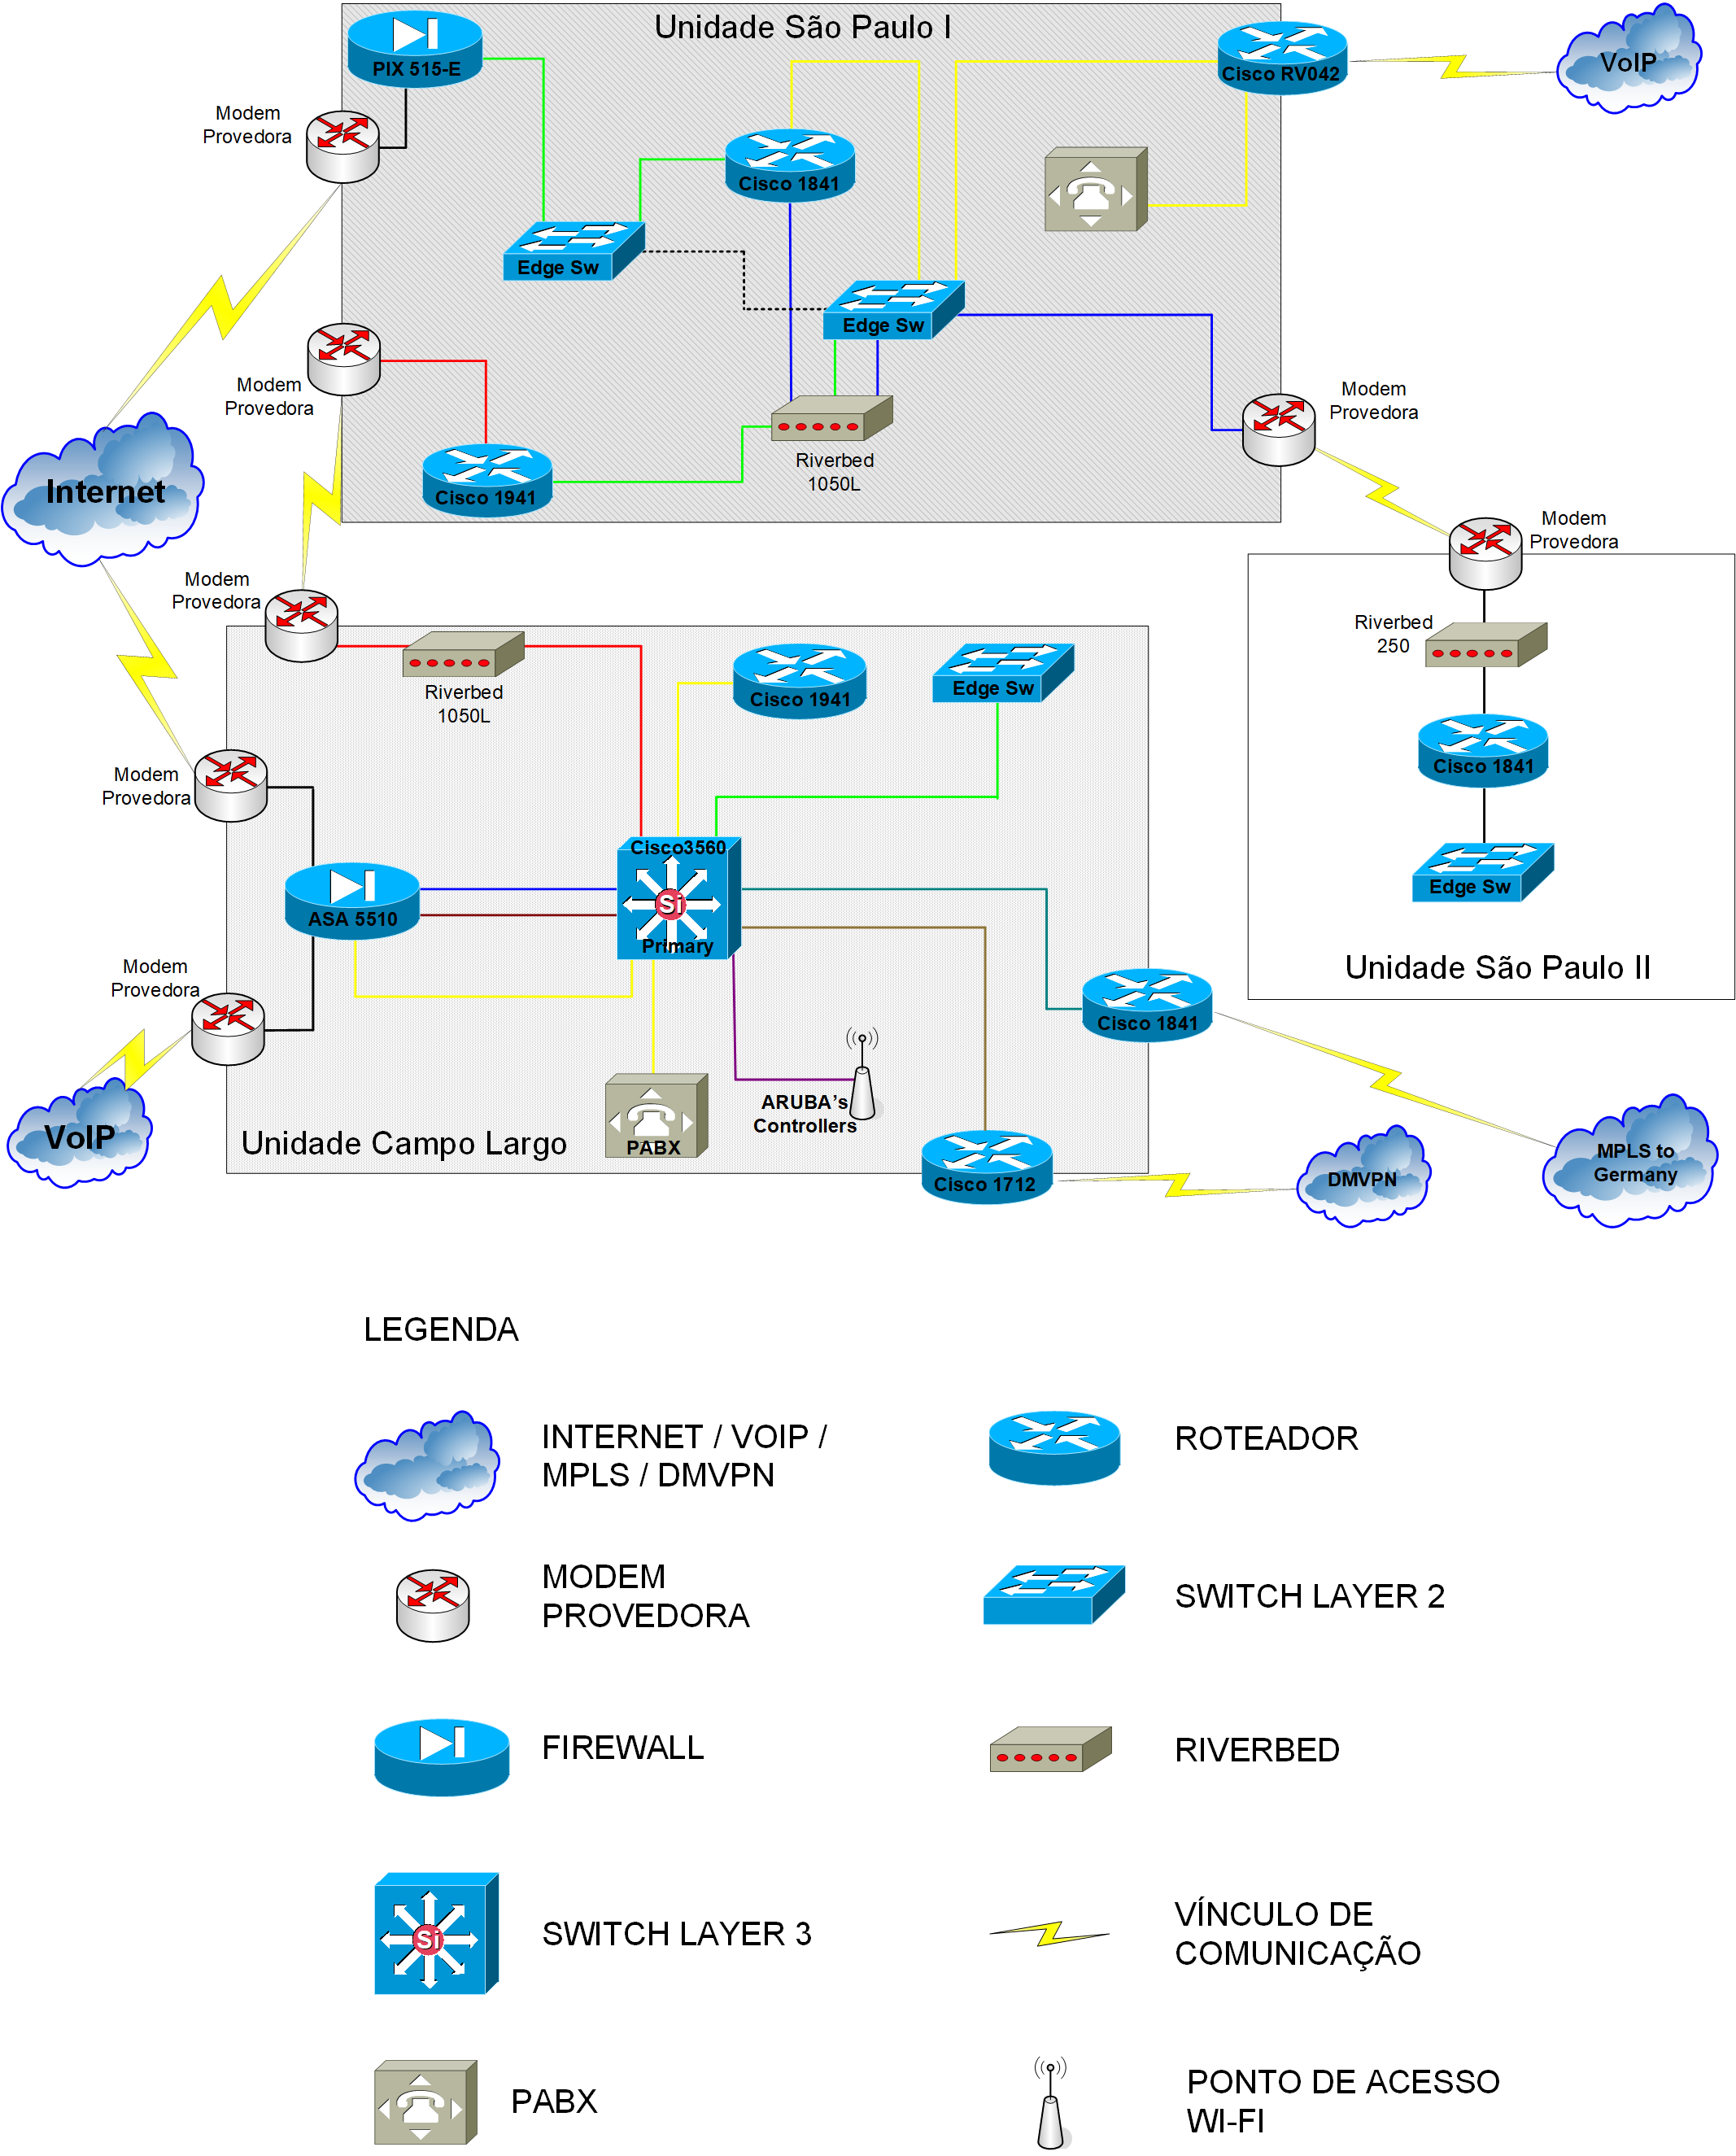 Unidade São Paulo I
PIX 515-E
Cisco RV042
VoIP
Modem
Provedora
Cisco 1841
Edge Sw
Edge Sw
Modem
Provedora
Modem
Provedora
Riverbed
1050L
Internet
Cisco 1941
Modem
Provedora
Modem
Provedora
Riverbed
250
Cisco 1841
Edge Sw
Unidade São Paulo II
Riverbed
1050L
Cisco 1941
Edge Sw
Modem
Provedora
Cisco3560
Si
Primary
ASA 5510
Modem
Provedora
Cisco 1841
VoIP
Unidade Campo Largo
PABX
ARUBA's
Controllers
Cisco 1712
DMVPN
MPLS to
Germany
LEGENDA
INTERNET / VOIP /
MPLS / DMVPN
ROTEADOR
MODEM
PROVEDORA
SWITCH LAYER 2
FIREWALL
RIVERBED
Si
SWITCH LAYER 3
VÍNCULO DE
COMUNICAÇÃO
PABX
PONTO DE ACESSO
WI-FI